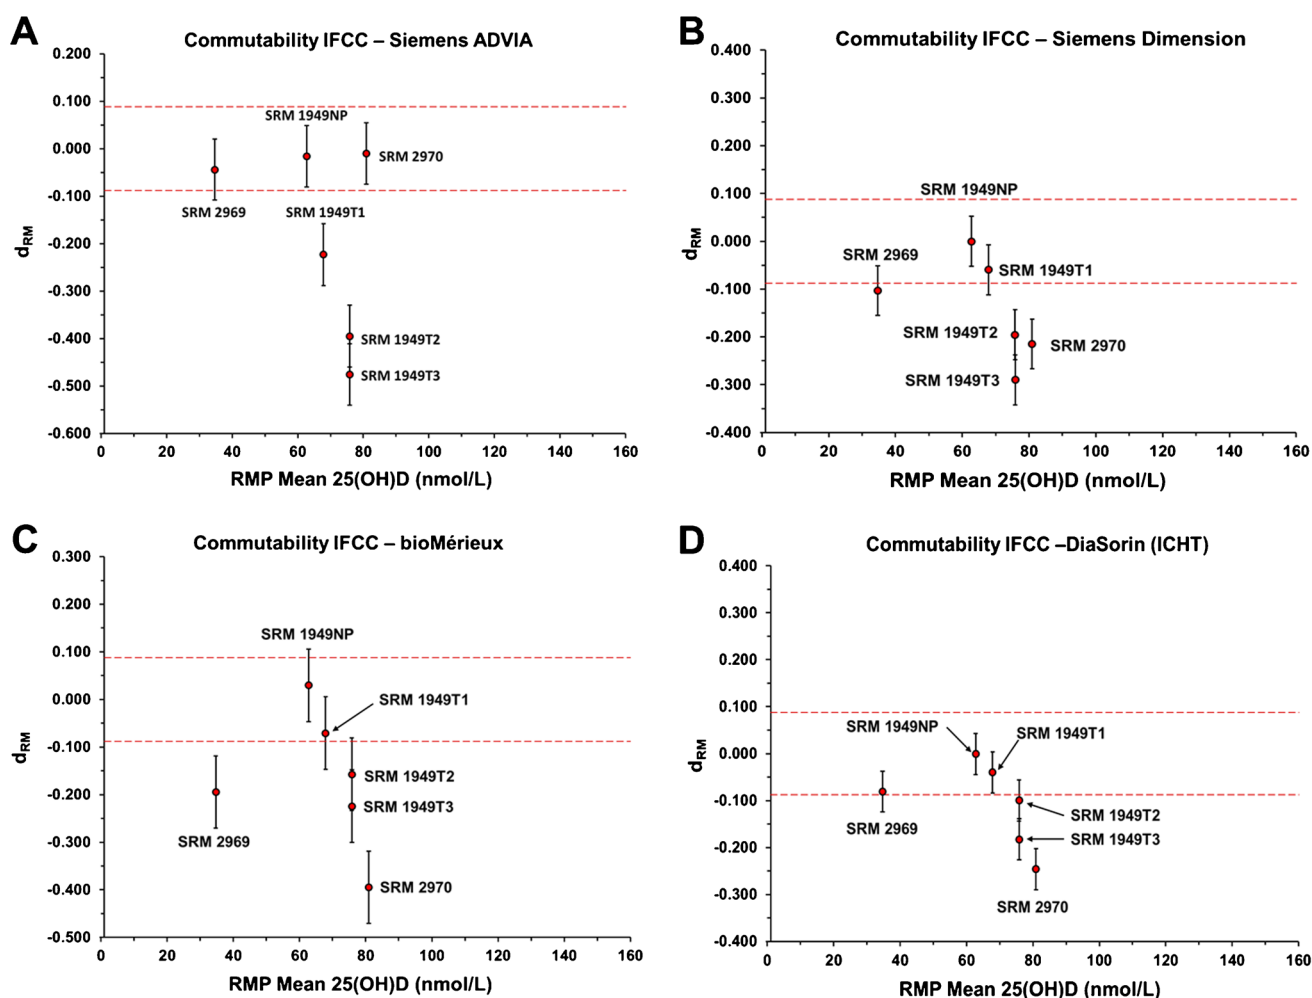 A
Commutability IFCC – Siemens ADVIA
0.200
0.100
0.000
-0.100
-0.200
-0.300
-0.400
-0.500
-0.600
dRM
SRM 1949NP
SRM 2970
SRM 2969
SRM 1949T1
SRM 1949T2
SRM 1949T3
0 20 40 60 80 100 120 140 160
RMP Mean 25(OH)D (nmol/L)
B
Commutability IFCC – Siemens Dimension
0.400
0.300
0.200
0.100
0.000
-0.100
-0.200
-0.300
-0.400
dRM
SRM 1949NP
SRM 2969
SRM 1949T1
SRM 1949T2
SRM 2970
SRM 1949T3
0 20 40 60 80 100 120 140 160
RMP Mean 25(OH)D (nmol/L)
C
Commutability IFCC – bioMérieux
0.300
0.200
0.100
0.000
-0.100
-0.200
-0.300
-0.400
-0.500
dRM
SRM 1949NP
SRM 1949T1
SRM 1949T2
SRM 1949T3
SRM 2969
SRM 2970
0 20 40 60 80 100 120 140 160
RMP Mean 25(OH)D (nmol/L)
D
Commutability IFCC –DiaSorin (ICHT)
0.400
0.300
0.200
0.100
0.000
-0.100
-0.200
-0.300
-0.400
dRM
SRM 1949NP
SRM 1949T1
SRM 1949T2
SRM 2969
SRM 1949T3
SRM 2970
0 20 40 60 80 100 120 140 160
RMP Mean 25(OH)D (nmol/L)